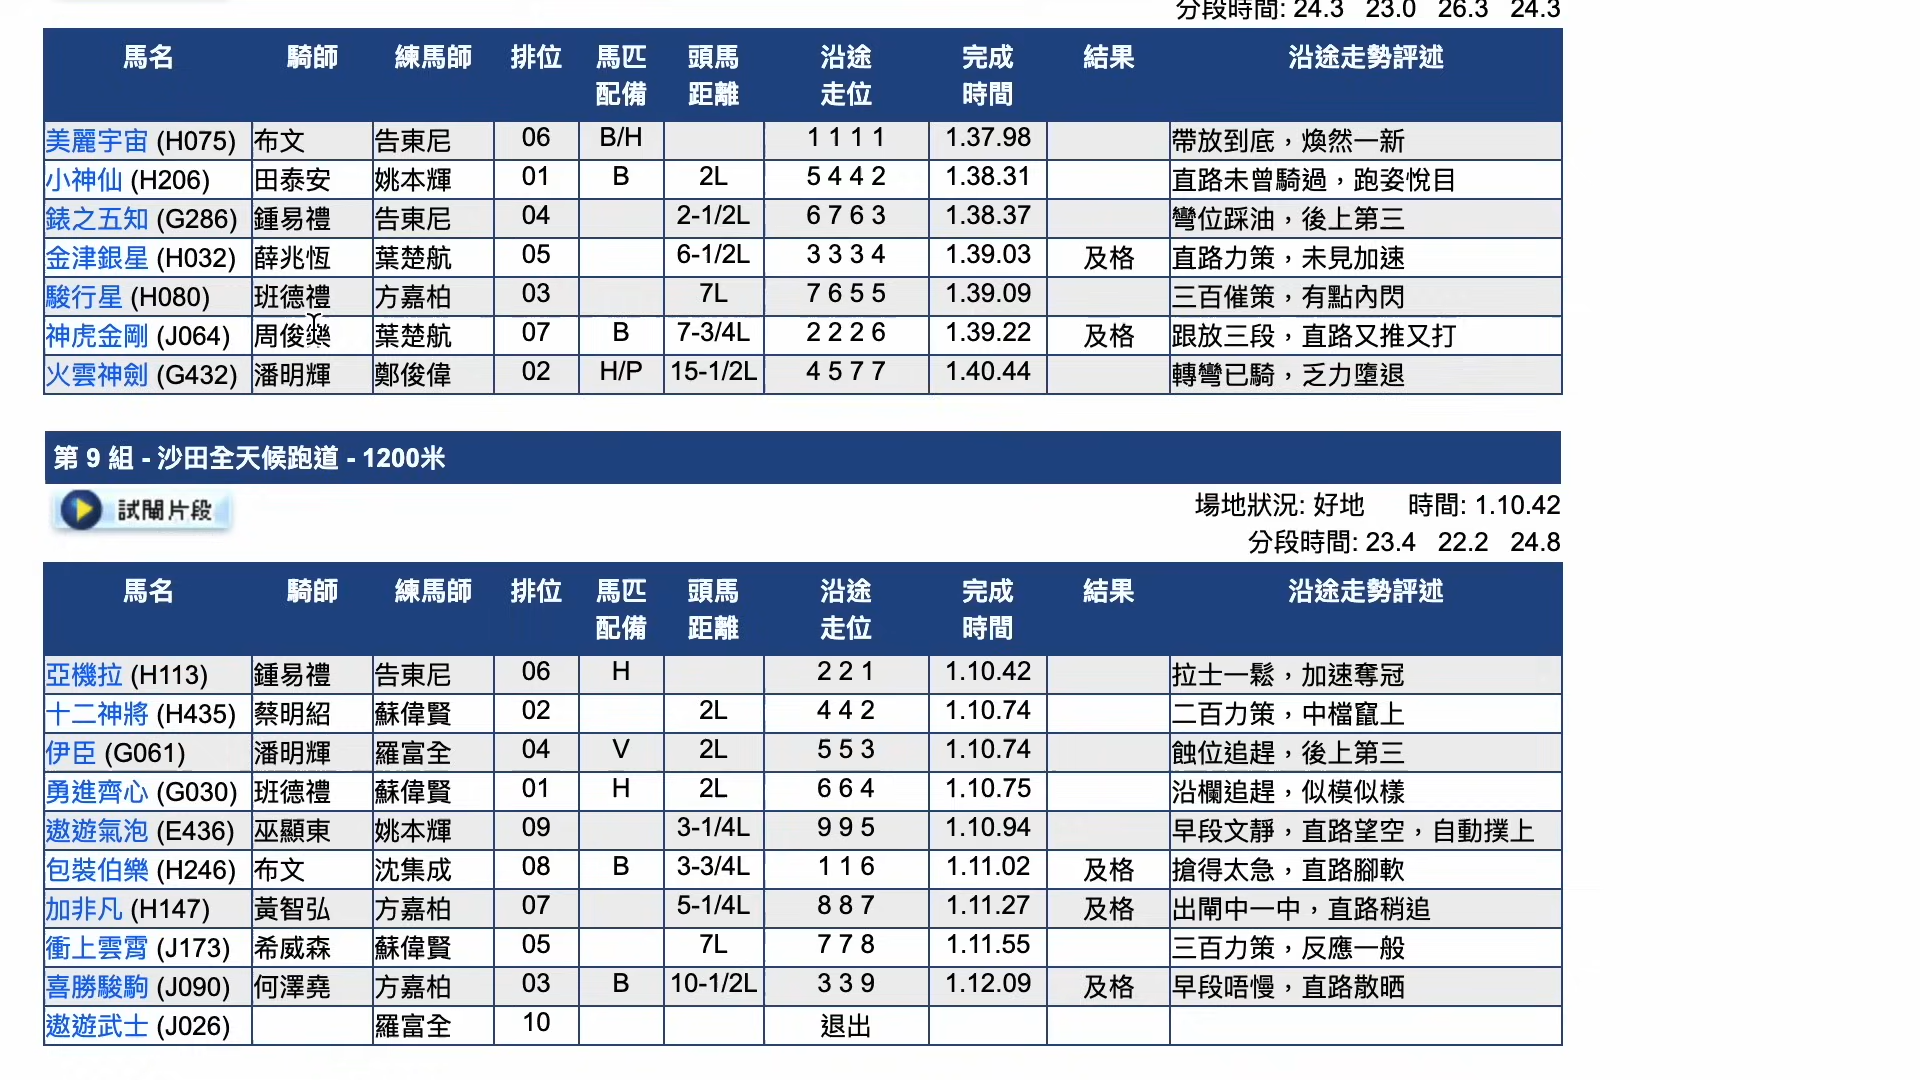 分段時間: 24.3 23.0 26.3 24.3
馬名 騎師 練馬師 排位 馬匹配備 頭馬距離 沿途走位 完成時間 結果 沿途走勢評述
美麗宇宙 (H075) 布文 告東尼 06 B/H 1 1 1 1 1.37.98 帶放到底，煥然一新
小神仙 (H206) 田泰安 姚本輝 01 B 2L 5 4 4 2 1.38.31 直路未曾騎過，跑姿悅目
錶之五知 (G286) 鍾易禮 告東尼 04 2-1/2L 6 7 6 3 1.38.37 彎位踩油，後上第三
金津銀星 (H032) 薛兆恆 葉楚航 05 6-1/2L 3 3 3 4 1.39.03 及格 直路力策，未見加速
駿行星 (H080) 班德禮 方嘉柏 03 7L 7 6 5 5 1.39.09 三百催策，有點內閃
神虎金剛 (J064) 周俊樂 葉楚航 07 B 7-3/4L 2 2 2 6 1.39.22 及格 跟放三段，直路又推又打
火雲神劍 (G432) 潘明輝 鄭俊偉 02 H/P 15-1/2L 4 5 7 7 1.40.44 轉彎已騎，乏力墮退
第 9 組 - 沙田全天候跑道 - 1200米
試閘片段
場地狀況: 好地 時間: 1.10.42
分段時間: 23.4 22.2 24.8
馬名 騎師 練馬師 排位 馬匹配備 頭馬距離 沿途走位 完成時間 結果 沿途走勢評述
亞機拉 (H113) 鍾易禮 告東尼 06 H 2 2 1 1.10.42 拉士一鬆，加速奪冠
十二神將 (H435) 蔡明紹 蘇偉賢 02 2L 4 4 2 1.10.74 二百力策，中檔竄上
伊臣 (G061) 潘明輝 羅富全 04 V 2L 5 5 3 1.10.74 蝕位追趕，後上第三
勇進齊心 (G030) 班德禮 蘇偉賢 01 H 2L 6 6 4 1.10.75 沿欄追趕，似模似樣
遨遊氣泡 (E436) 巫顯東 姚本輝 09 3-1/4L 9 9 5 1.10.94 早段文靜，直路望空，自動撲上
包裝伯樂 (H246) 布文 沈集成 08 B 3-3/4L 1 1 6 1.11.02 及格 搶得太急，直路腳軟
加非凡 (H147) 黃智弘 方嘉柏 07 5-1/4L 8 8 7 1.11.27 及格 出閘中一中，直路稍追
衝上雲霄 (J173) 希威森 蘇偉賢 05 7L 7 7 8 1.11.55 三百力策，反應一般
喜勝駿駒 (J090) 何澤堯 方嘉柏 03 B 10-1/2L 3 3 9 1.12.09 及格 早段唔慢，直路散晒
遨遊武士 (J026) 羅富全 10 退出